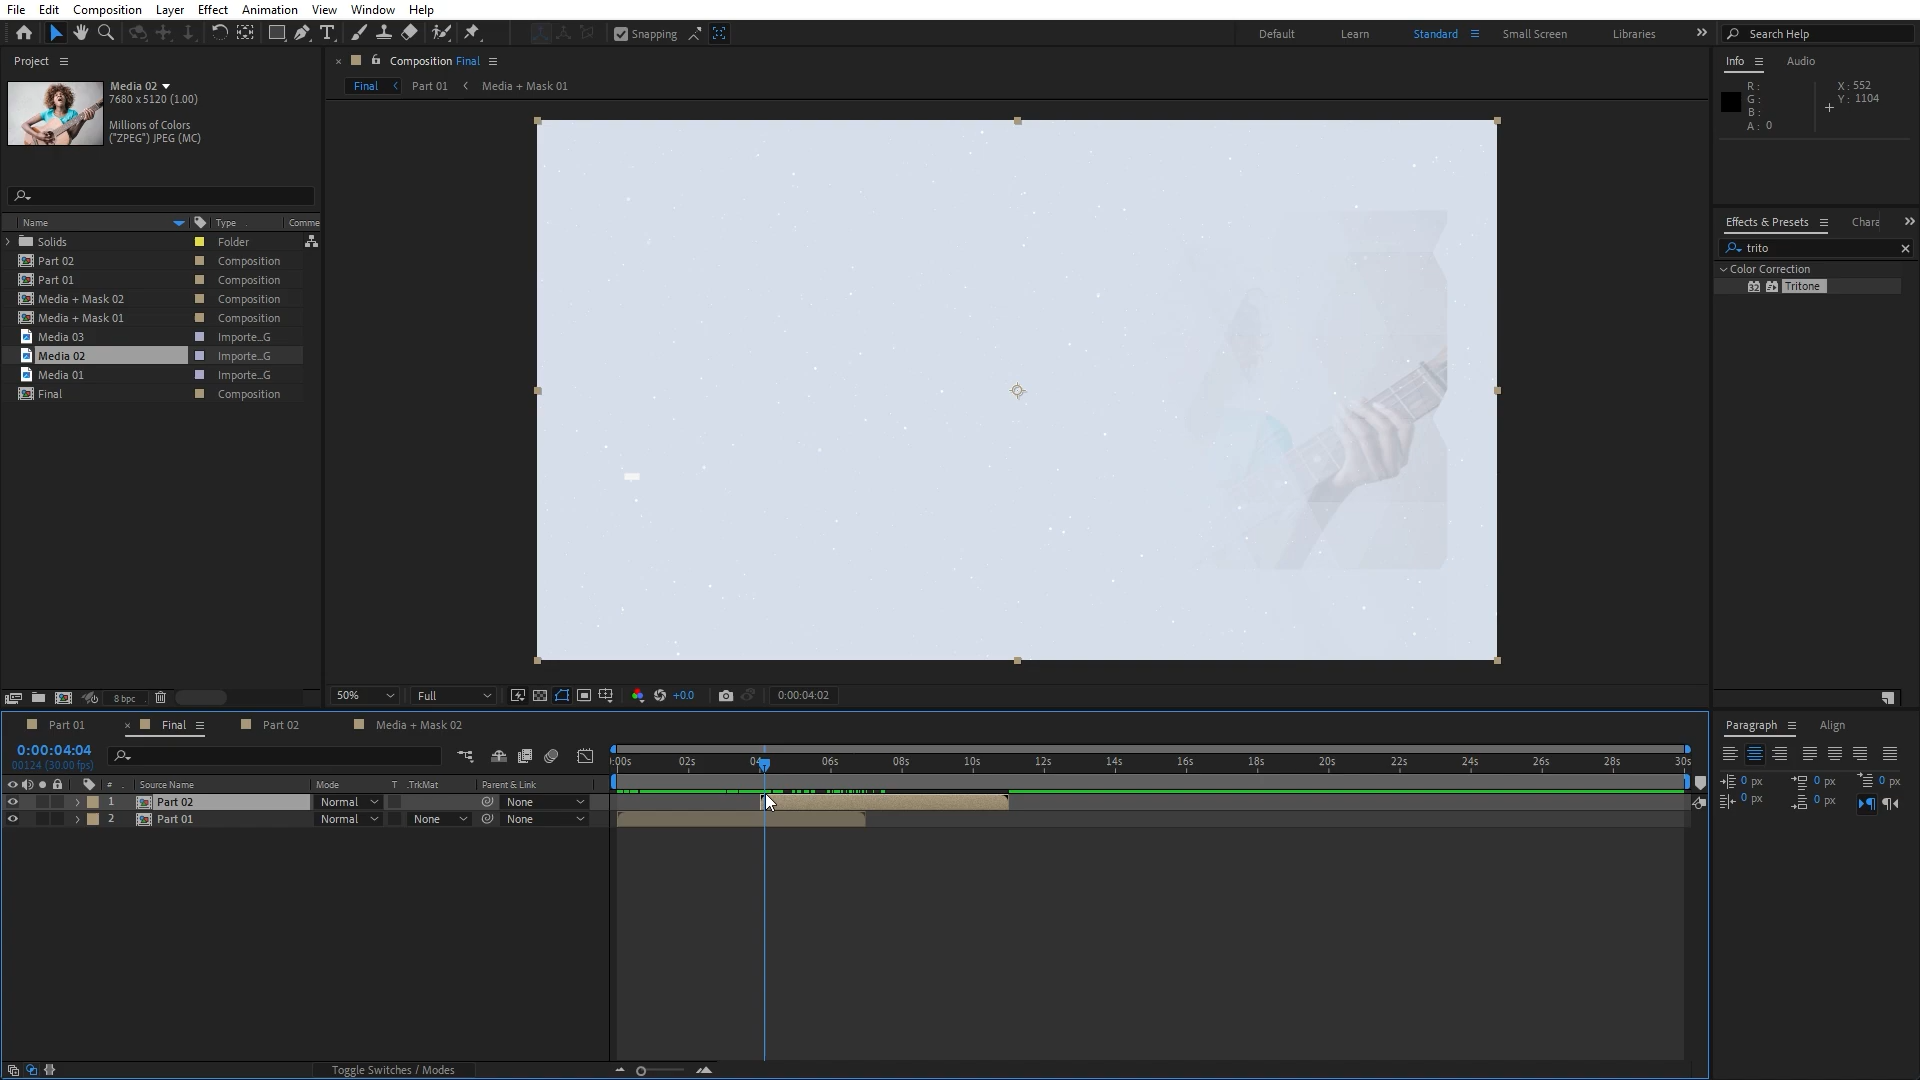 File Edit Composition Layer Effect Animation View Window Help
Snapping Default Learn Standard Small Screen Libraries Search Help
Project
Composition Final
Info Audio
Media 02
7680 x 5120 (1.00)
Millions of Colors
("ZPEG") JPEG (MC)
Final Part 01 Media + Mask 01
R :
G :
B :
A : 0
X : 552
Y : 1104
Name Type Comme
Solids Folder
Part 02 Composition
Part 01 Composition
Media + Mask 02 Composition
Media + Mask 01 Composition
Media 03 Importe...G
Media 02 Importe...G
Media 01 Importe...G
Final Composition
Effects & Presets Chara
trito
Color Correction
32 Tritone
8 bpc
50% Full +0.0 0:00:04:02
Part 01 Final Part 02 Media + Mask 02
Paragraph Align
0:00:04:04
00124 (30.00 fps)
:00s 02s 04 06s 08s 10s 12s 14s 16s 18s 20s 22s 24s 26s 28s 30s
# Source Name Mode T .TrkMat Parent & Link
1 Part 02 Normal None
2 Part 01 Normal None None
0 px 0 px 0 px
0 px 0 px
Toggle Switches / Modes